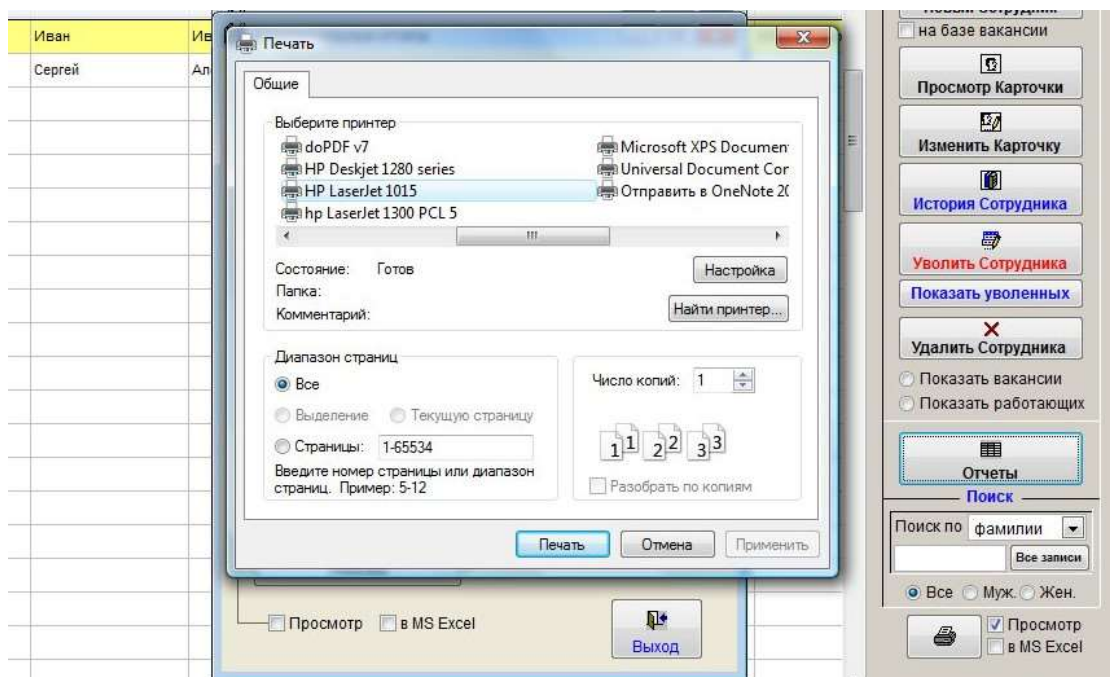 Иван
Сергей
Печать
Общие
Выберите принтер
doPDF v7
HP Deskjet 1280 series
HP LaserJet 1015
hp LaserJet 1300 PCL 5
Microsoft XPS Documen
Universal Document Cor
Отправить в OneNote 20
Состояние: Готов
Папка:
Комментарий:
Настройка
Найти принтер...
Диапазон страниц
Все
Выделение Текущую страницу
Страницы: 1-65534
Введите номер страницы или диапазон
страниц. Пример: 5-12
Число копий: 1
11 22 33
Разобрать по копиям
Печать Отмена Применить
Просмотр в MS Excel
Выход
на базе вакансии
Просмотр Карточки
Изменить Карточку
История Сотрудника
Уволить Сотрудника
Показать уволенных
Удалить Сотрудника
Показать вакансии
Показать работающих
Отчеты
Поиск
Поиск по фамилии
Все записи
Все Муж. Жен.
Просмотр
в MS Excel